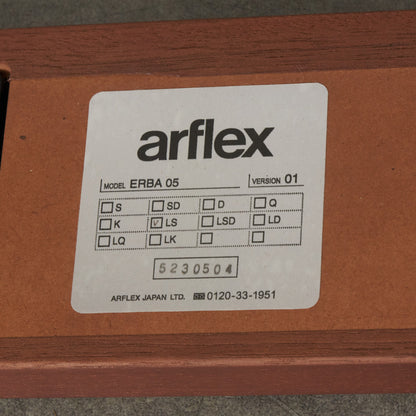 arflex
MODEL ERBA 05 VERSION 01
S SD D Q
K LS LSD LD
LQ LK
5230504
ARFLEX JAPAN LTD. 0120-33-1951